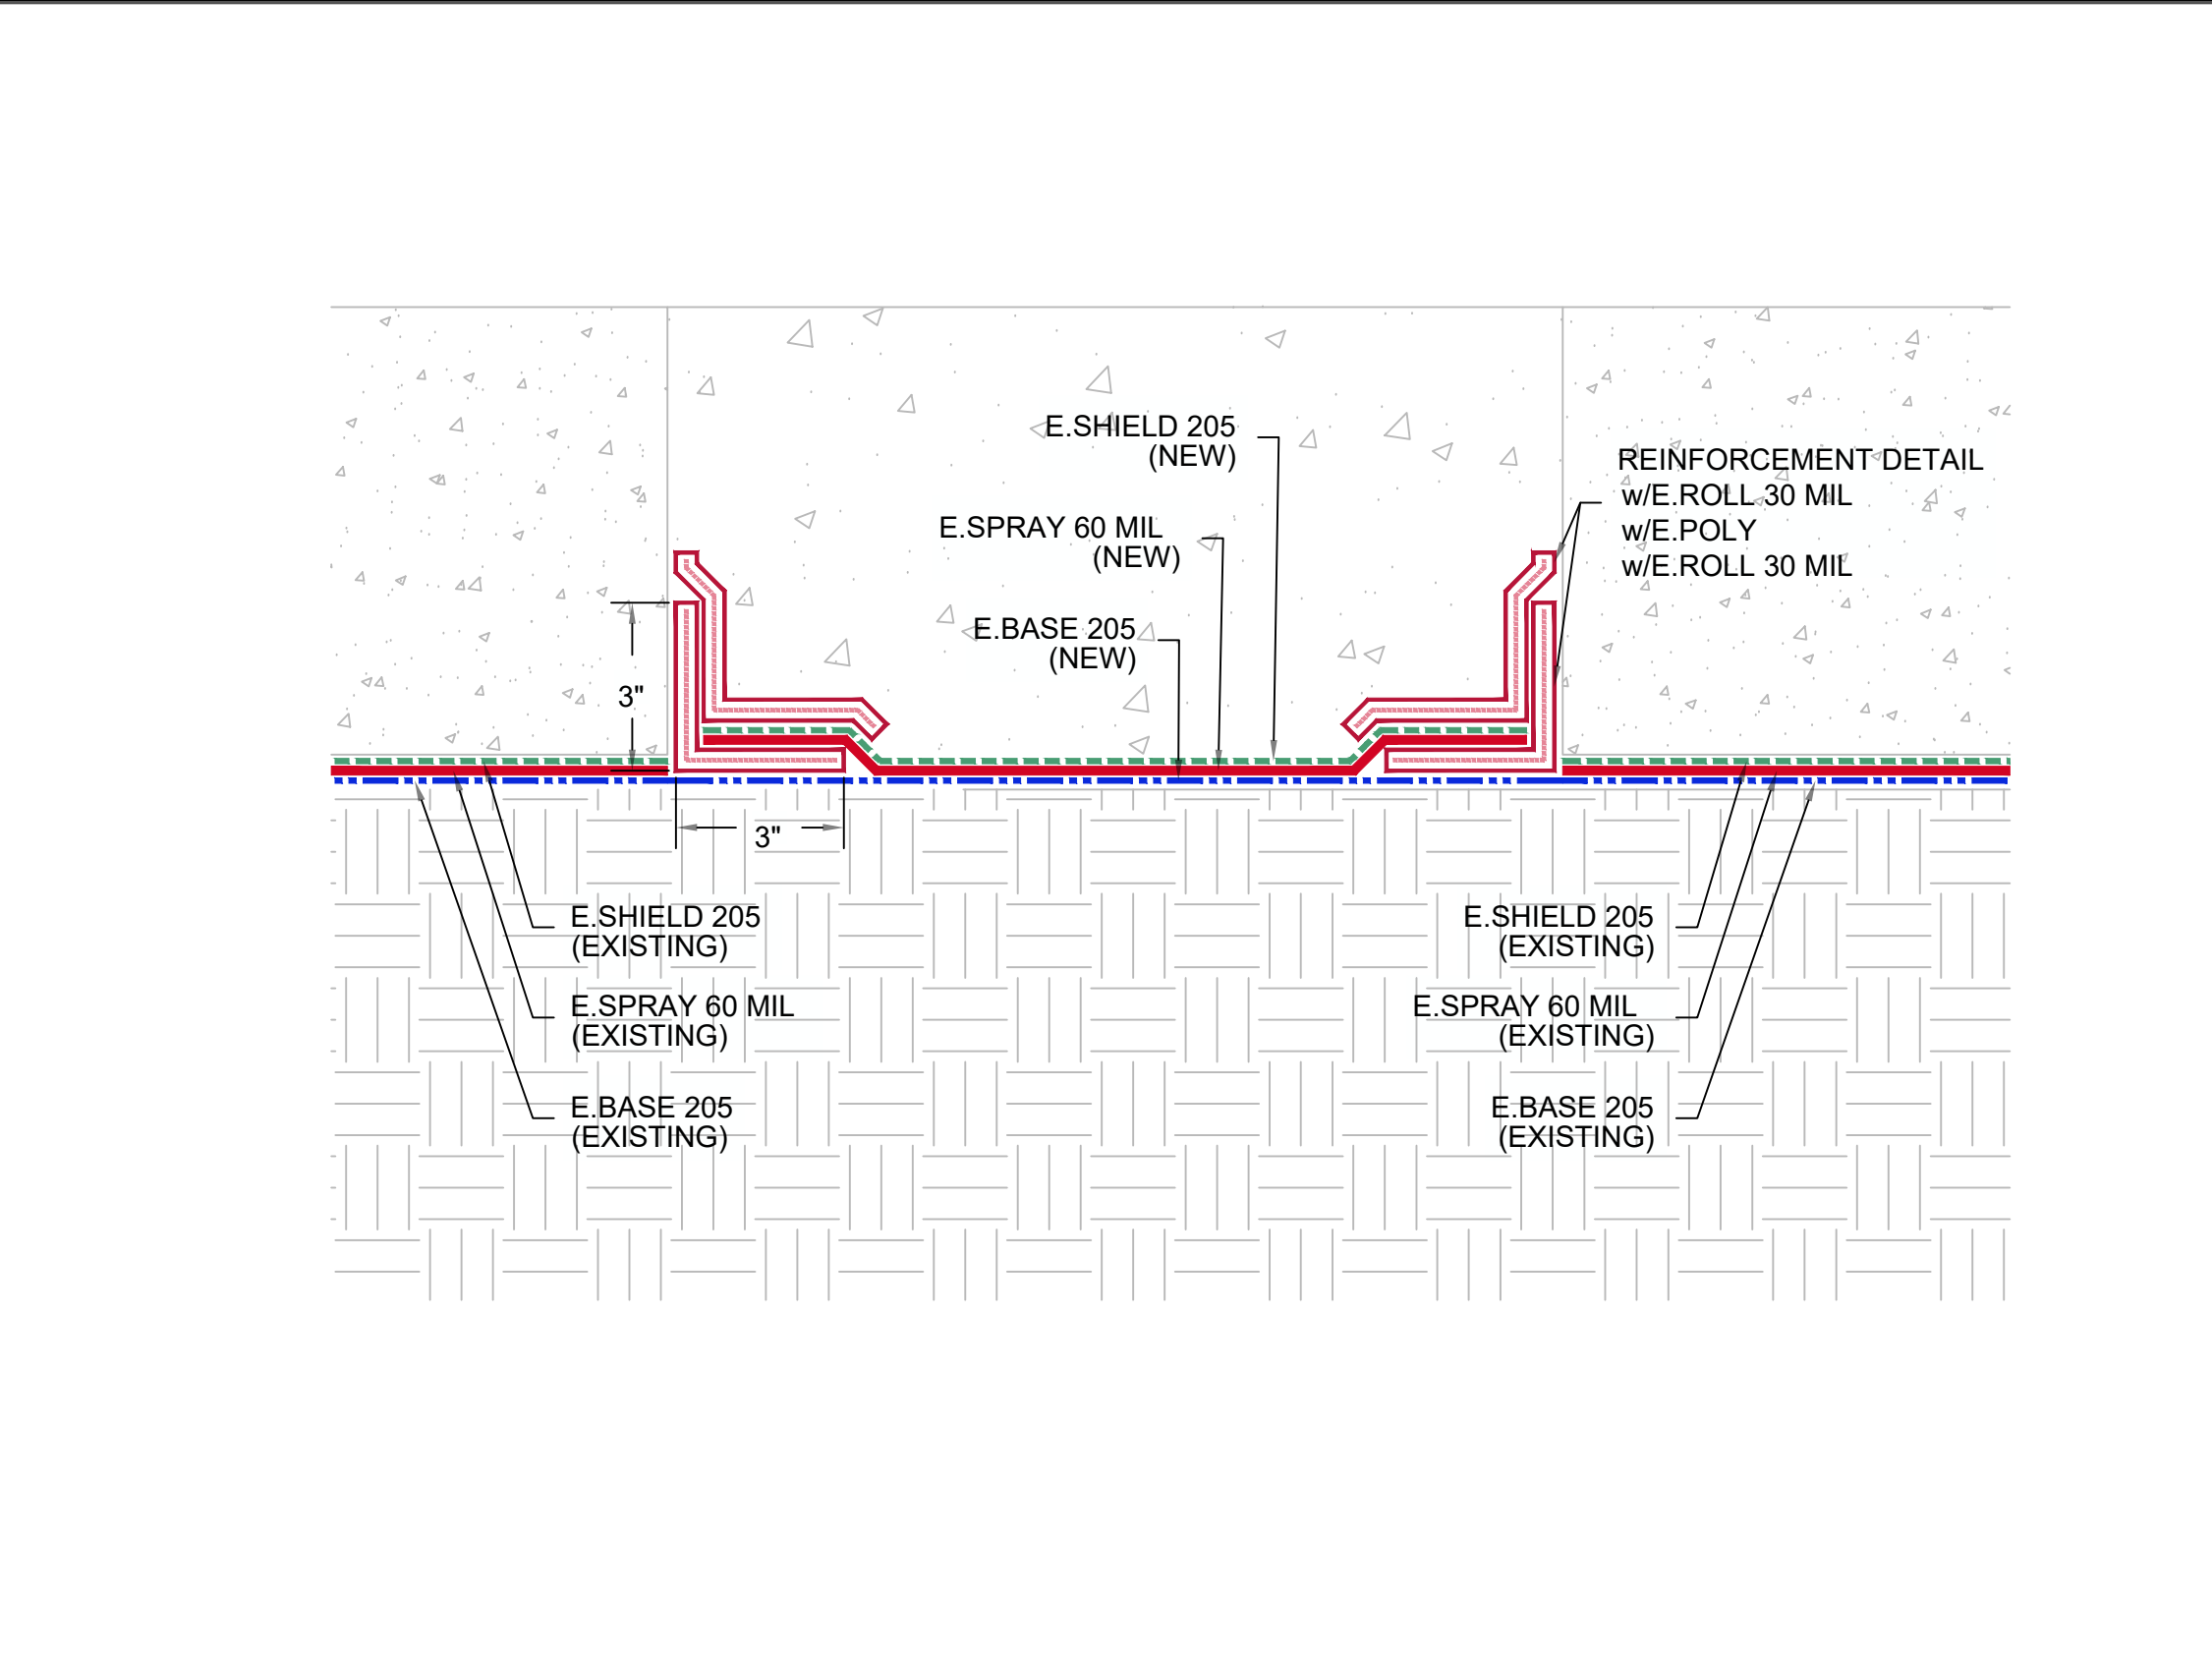 E.SHIELD 205
(NEW)
E.SPRAY 60 MIL
(NEW)
E.BASE 205
(NEW)
REINFORCEMENT DETAIL
w/E.ROLL 30 MIL
w/E.POLY
w/E.ROLL 30 MIL
3"
3"
E.SHIELD 205
(EXISTING)
E.SPRAY 60 MIL
(EXISTING)
E.BASE 205
(EXISTING)
E.SHIELD 205
(EXISTING)
E.SPRAY 60 MIL
(EXISTING)
E.BASE 205
(EXISTING)